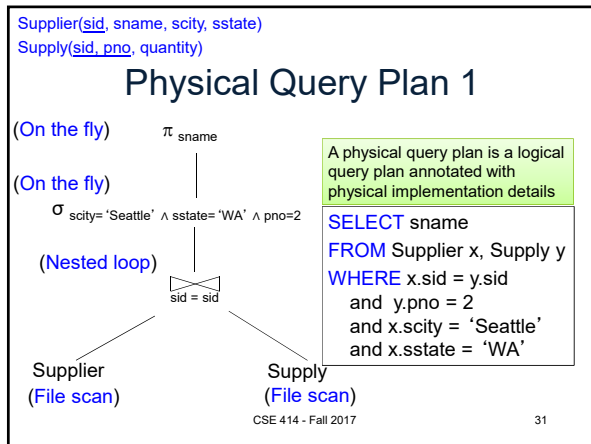 Supplier(sid, sname, scity, sstate)
Supply(sid, pno, quantity)
Physical Query Plan 1
(On the fly)
π sname
(On the fly)
σ scity= ‘Seattle’ ∧ sstate= ‘WA’ ∧ pno=2
(Nested loop)
sid = sid
Supplier
(File scan)
Supply
(File scan)
A physical query plan is a logical
query plan annotated with
physical implementation details
SELECT sname
FROM Supplier x, Supply y
WHERE x.sid = y.sid
and y.pno = 2
and x.scity = ‘Seattle’
and x.sstate = ‘WA’
CSE 414 - Fall 2017
31